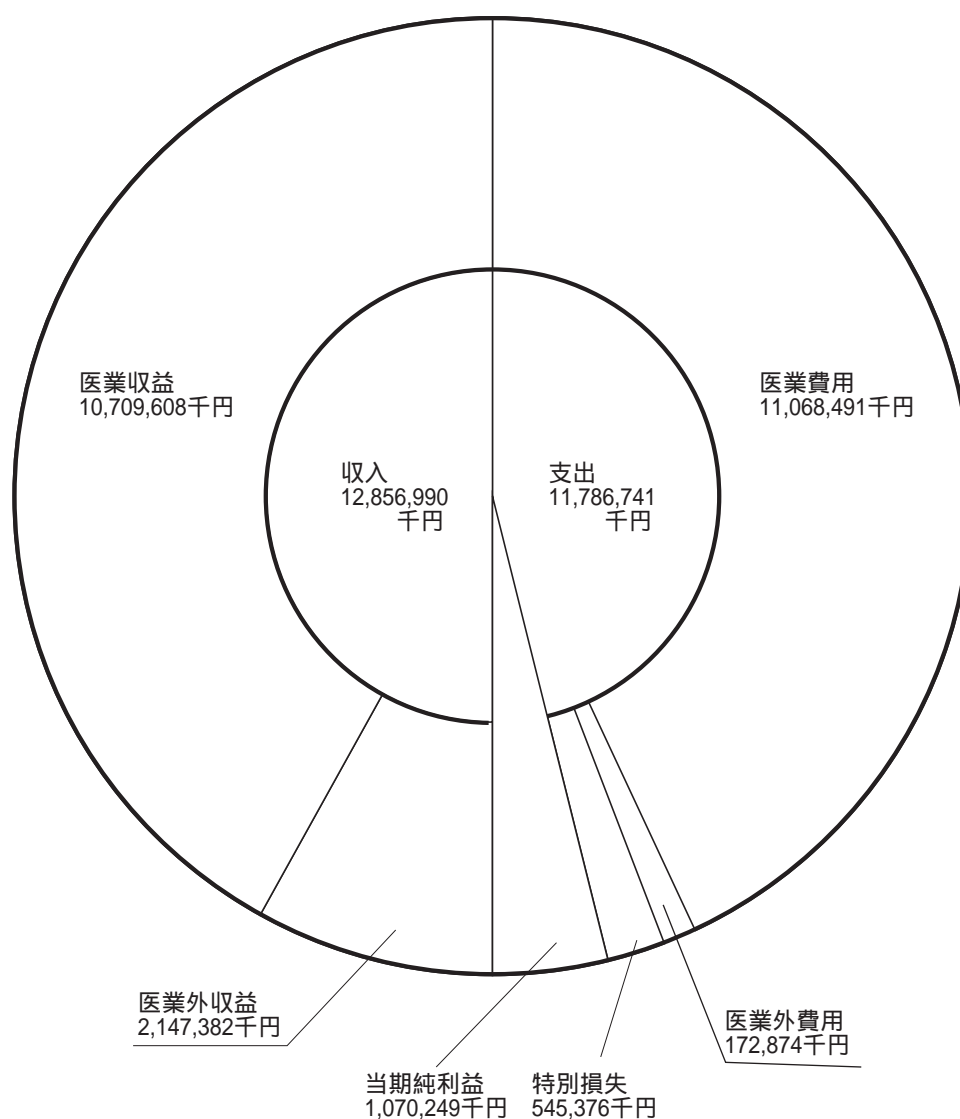 医業収益
10,709,608千円
医業費用
11,068,491千円
収入
12,856,990
千円
支出
11,786,741
千円
医業外収益
2,147,382千円
医業外費用
172,874千円
当期純利益
1,070,249千円
特別損失
545,376千円